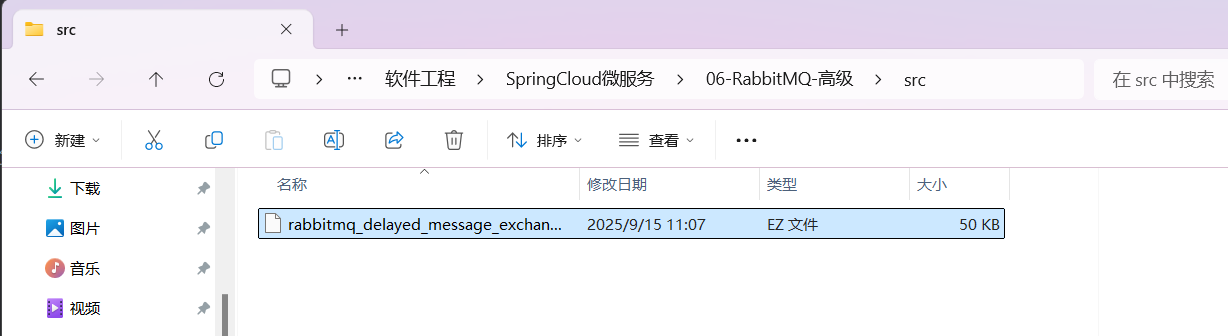 src
… 软件工程 > SpringCloud微服务 > 06-RabbitMQ-高级 > src 在 src 中搜索
新建 排序 查看 …
下载
图片
音乐
视频
名称 修改日期 类型 大小
rabbitmq_delayed_message_exchan... 2025/9/15 11:07 EZ 文件 50 KB